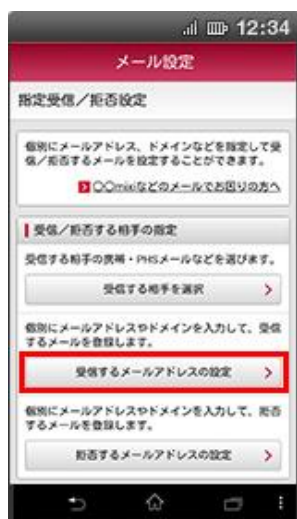 12:34
メール設定
指定受信／拒否設定
個別にメールアドレス、ドメインなどを指定して受
信／拒否するメールを設定することができます。
〇〇mixiなどのメールでお困りの方へ
受信／拒否する相手の指定
受信する相手の携帯・PHSメールなどを選びます。
受信する相手を選択
個別にメールアドレスやドメインを入力して、受信
するメールを登録します。
受信するメールアドレスの設定
個別にメールアドレスやドメインを入力して、拒否
するメールを登録します。
拒否するメールアドレスの設定